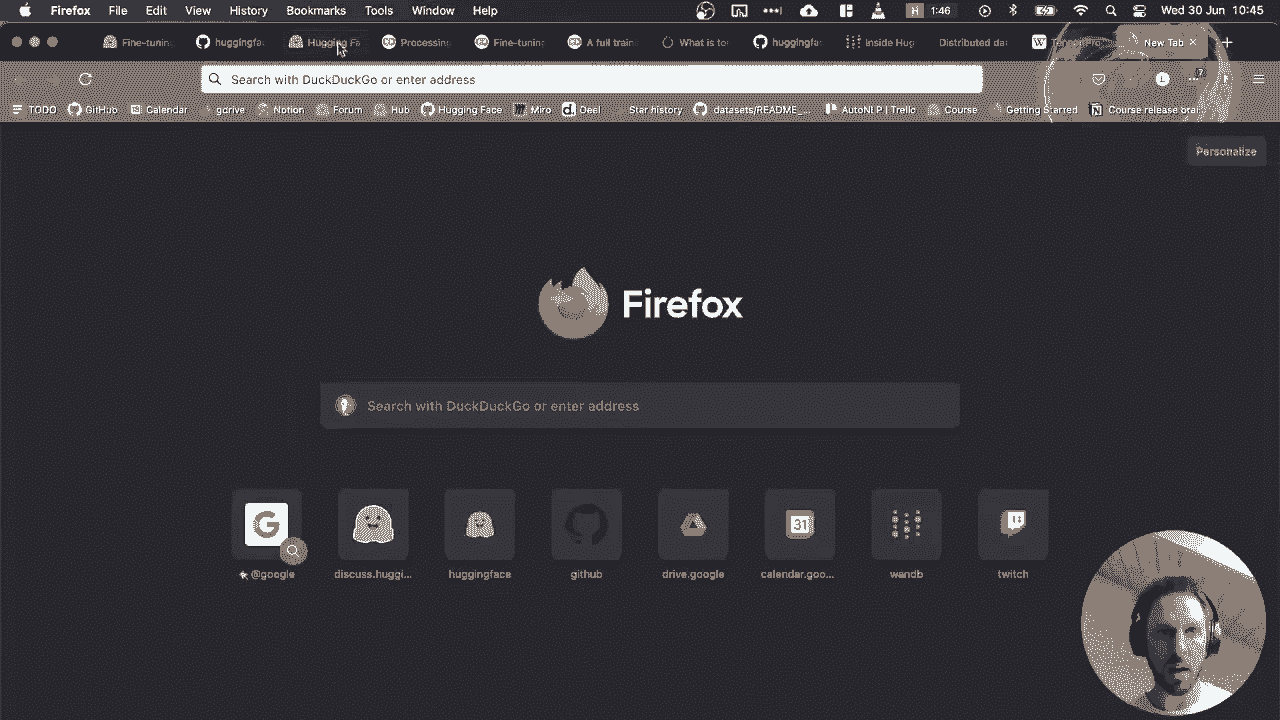 Firefox File Edit View History Bookmarks Tools Window Help 1:46 Wed 30 Jun 10:45
Fine-tunin huggingfa Hugging Fa Processing Fine-tunin A full train What is to huggingfa Inside Hug Distributed da New Tab
Search with DuckDuckGo or enter address
TODO GitHub Calendar gdrive Notion Forum Hub Hugging Face Miro Deel Star history datasets/README_... AutoNLP | Trello Course Getting Started Course release boar
Personalize
Firefox
Search with DuckDuckGo or enter address
@google discuss.huggi... huggingface github drive.google calendar.goo... wandb twitch